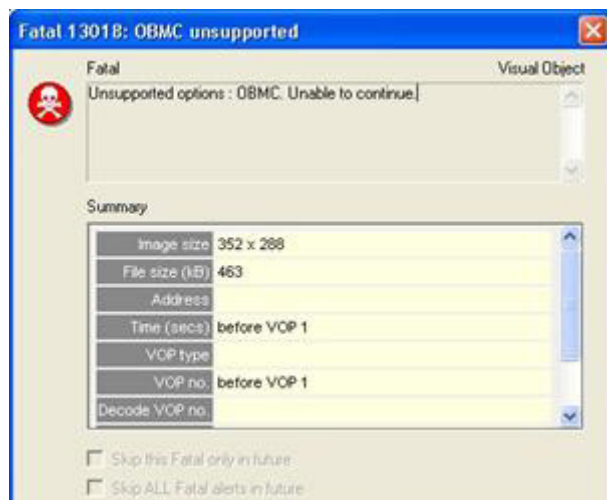 Fatal 13018: OBMC unsupported
Fatal Visual Object
Unsupported options : OBMC. Unable to continue.
Summary
Image size 352 x 288
File size (kB) 463
Address
Time (secs) before VOP 1
VOP type
VOP no. before VOP 1
Decode VOP no.
Skip this Fatal only in future
Skip ALL Fatal alerts in future